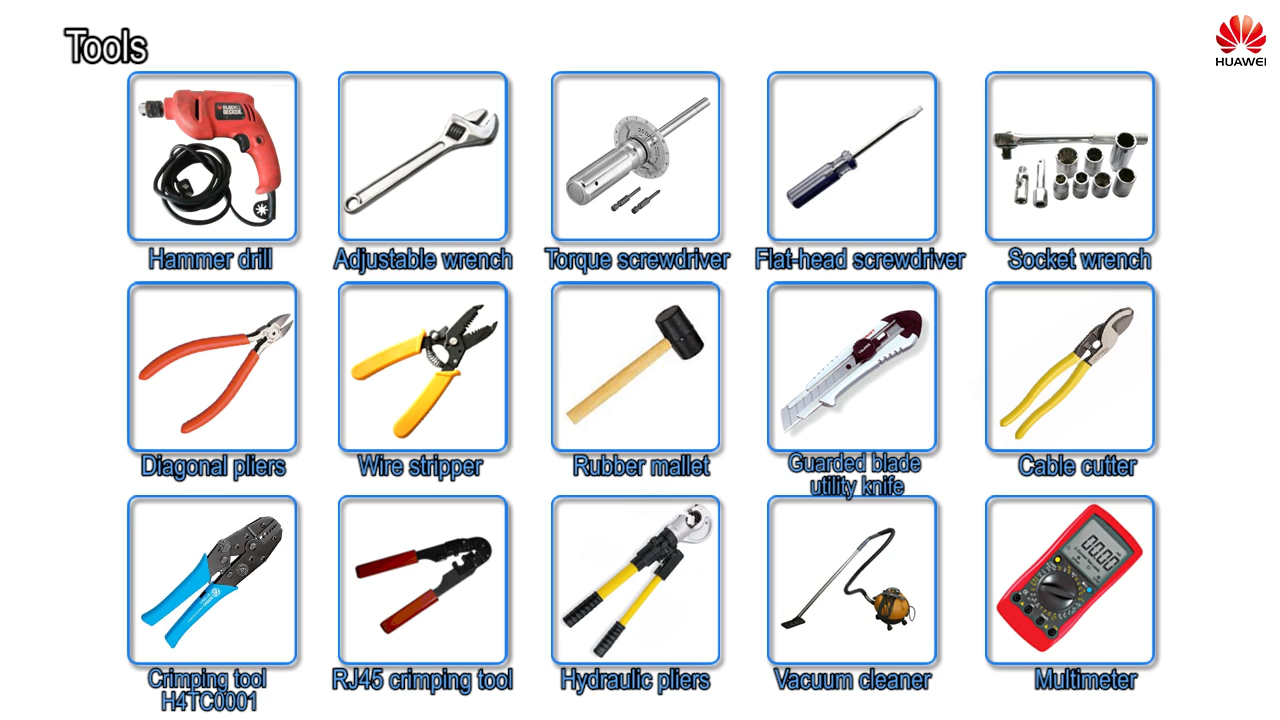 Tools
HUAWEI
BLACK+
DECKER
Hammer drill
Adjustable wrench
Torque screwdriver
Flat-head screwdriver
Socket wrench
Diagonal pliers
Wire stripper
Rubber mallet
Guarded blade
utility knife
Cable cutter
00.00
Crimping tool
H4TC0001
RJ45 crimping tool
Hydraulic pliers
Vacuum cleaner
Multimeter